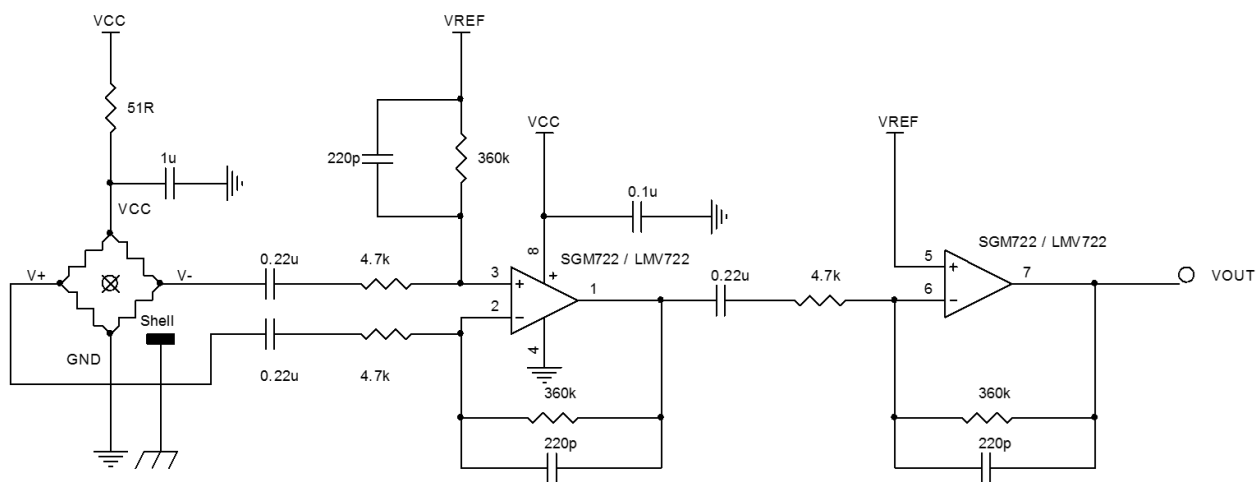 VCC
VREF
51R
1u
220p
360k
VCC
VREF
0.1u
VCC
8
+
SGM722 / LMV722
SGM722 / LMV722
V+
V-
0.22u
4.7k
3
+
2
−
1
0.22u
4.7k
5
+
6
−
7
VOUT
Shell
GND
0.22u
4.7k
4
360k
220p
360k
220p